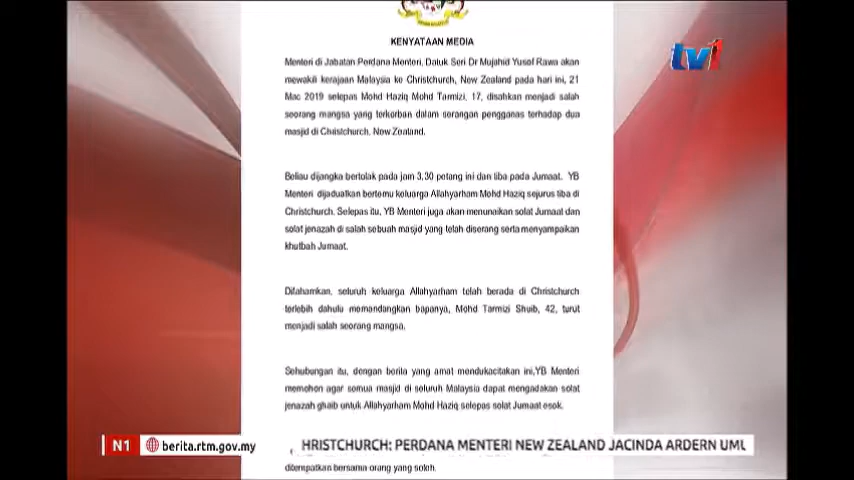 tv1
KENYATAAN MEDIA
Menteri di Jabatan Perdana Menteri, Datuk Seri Dr Mujahid Yusof Rawa akan
mewakili kerajaan Malaysia ke Christchurch, New Zealand pada hari ini, 21
Mac 2019 selepas Mohd Haziq Mohd Tarmizi, 17, disahkan menjadi salah
seorang mangsa yang terkorban dalam serangan pengganas terhadap dua
masjid di Christchurch, New Zealand.
Beliau dijangka bertolak pada jam 3.30 petang ini dan tiba pada Jumaat. YB
Menteri dijadualkan bertemu keluarga Allahyarham Mohd Haziq sejurus tiba di
Christchurch. Selepas itu, YB Menteri juga akan menunaikan solat Jumaat dan
solat jenazah di salah sebuah masjid yang telah diserang serta menyampaikan
khutbah Jumaat.
Difahamkan, seluruh keluarga Allahyarham telah berada di Christchurch
terlebih dahulu memandangkan bapanya, Mohd Tarmizi Shuib, 42, turut
menjadi salah seorang mangsa.
Sehubungan itu, dengan berita yang amat mendukacitakan ini,YB Menteri
memohon agar semua masjid di seluruh Malaysia dapat mengadakan solat
jenazah ghaib untuk Allahyarham Mohd Haziq selepas solat Jumaat esok.
N1 berita.rtm.gov.my HRISTCHURCH: PERDANA MENTERI NEW ZEALAND JACINDA ARDERN UMU
ditempatkan bersama orang yang soleh.